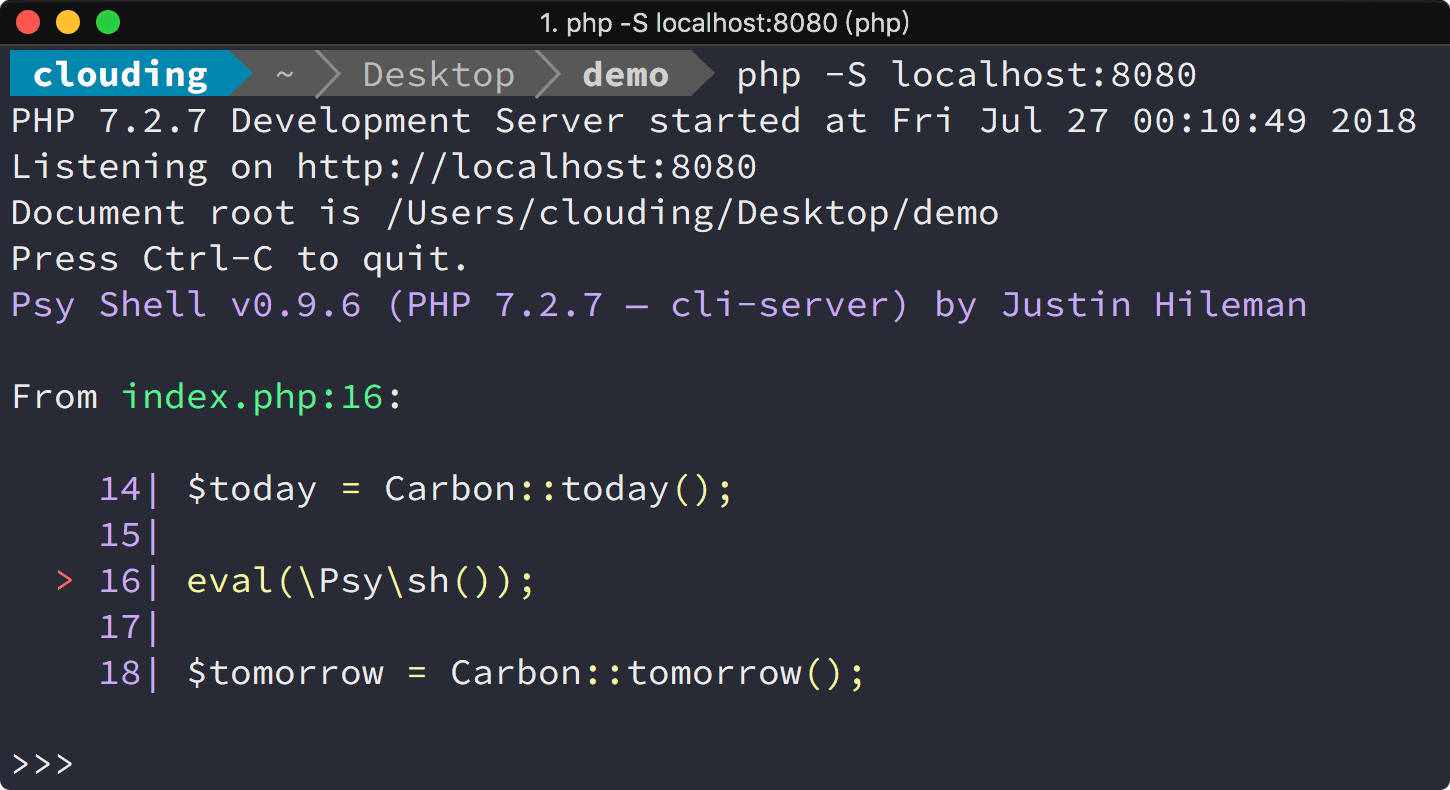 1. php -S localhost:8080 (php)
clouding ~ Desktop demo php -S localhost:8080
PHP 7.2.7 Development Server started at Fri Jul 27 00:10:49 2018
Listening on http://localhost:8080
Document root is /Users/clouding/Desktop/demo
Press Ctrl-C to quit.
Psy Shell v0.9.6 (PHP 7.2.7 — cli-server) by Justin Hileman
From index.php:16:
14| $today = Carbon::today();
15|
> 16| eval(\Psy\sh());
17|
18| $tomorrow = Carbon::tomorrow();
>>>